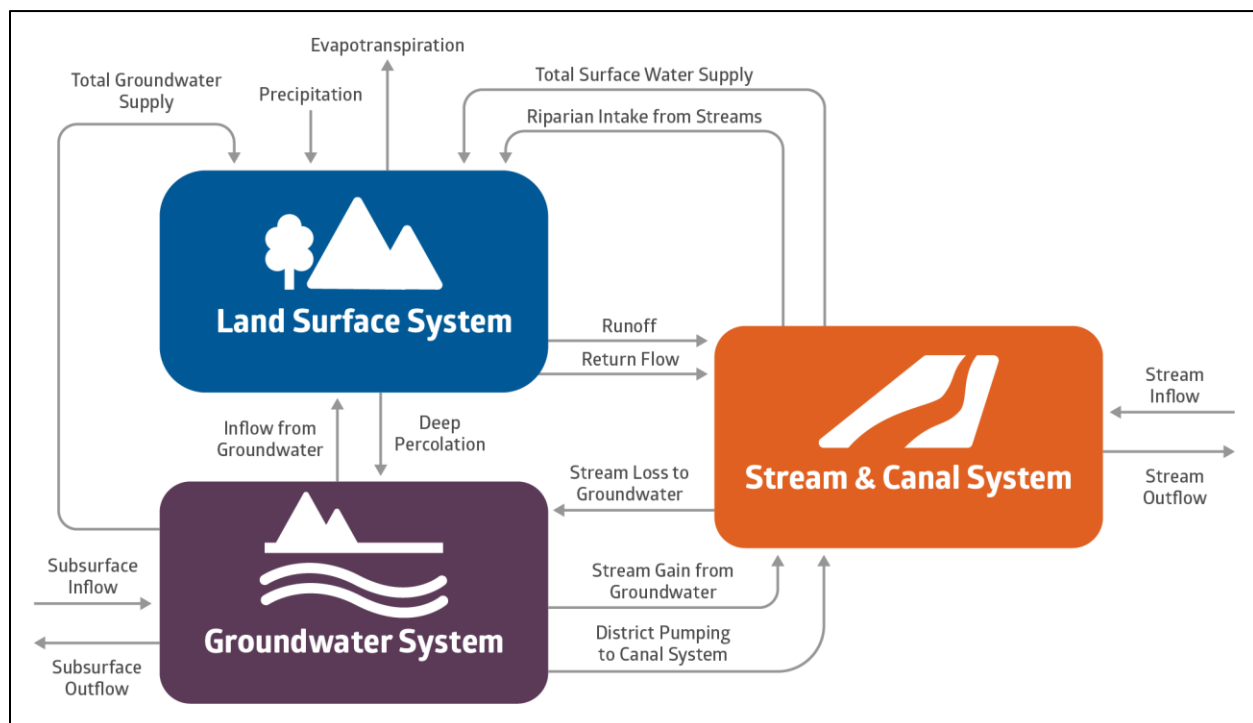 Evapotranspiration
Total Groundwater
Supply
Precipitation
Total Surface Water Supply
Riparian Intake from Streams
Land Surface System
Runoff
Return Flow
Stream
Inflow
Inflow from
Groundwater
Deep
Percolation
Stream Loss to
Groundwater
Stream & Canal System
Stream
Outflow
Subsurface
Inflow
Stream Gain from
Groundwater
Groundwater System
District Pumping
to Canal System
Subsurface
Outflow